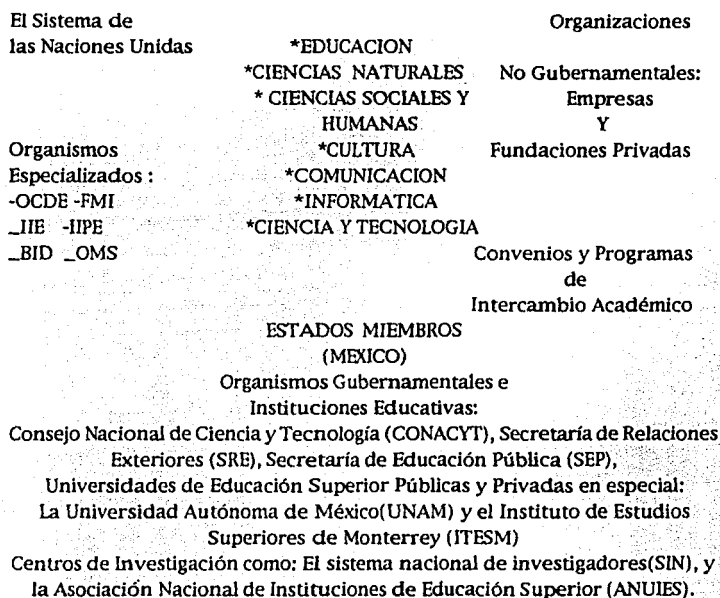 El Sistema de
las Naciones Unidas
Organismos
Especializados :
-OCDE -FMI
_IIE -IIPE
_BID _OMS
*EDUCACION
*CIENCIAS NATURALES
* CIENCIAS SOCIALES Y
HUMANAS
*CULTURA
*COMUNICACION
*INFORMATICA
*CIENCIA Y TECNOLOGIA
Organizaciones
No Gubernamentales:
Empresas
Y
Fundaciones Privadas
Convenios y Programas
de
Intercambio Académico
ESTADOS MIEMBROS
(MEXICO)
Organismos Gubernamentales e
Instituciones Educativas:
Consejo Nacional de Ciencia y Tecnología (CONACYT), Secretaría de Relaciones
Exteriores (SRE), Secretaría de Educación Pública (SEP),
Universidades de Educación Superior Públicas y Privadas en especial:
La Universidad Autónoma de México(UNAM) y el Instituto de Estudios
Superiores de Monterrey (ITESM)
Centros de Investigación como: El sistema nacional de investigadores(SIN), y
la Asociación Nacional de Instituciones de Educación Superior (ANUIES).